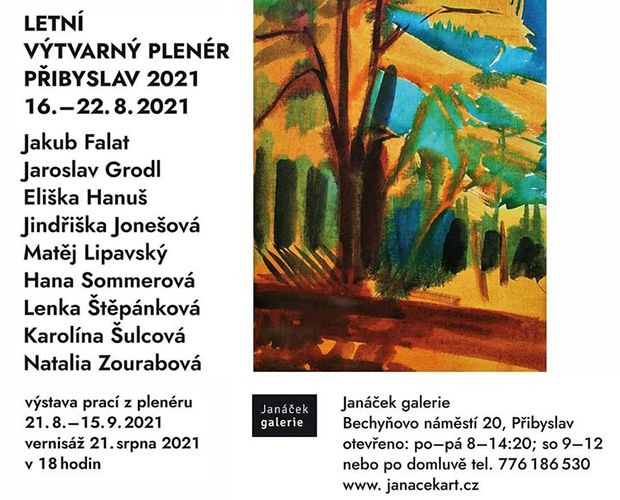 LETNÍ
VÝTVARNÝ PLENÉR
PŘIBYSLAV 2021
16.–22. 8. 2021
Jakub Falat
Jaroslav Grodl
Eliška Hanuš
Jindřiška Jonešová
Matěj Lipavský
Hana Sommerová
Lenka Štěpánková
Karolína Šulcová
Natalia Zourabová
výstava prací z plenéru
21. 8.–15. 9. 2021
vernisáž 21. srpna 2021
v 18 hodin
Janáček
galerie
Janáček galerie
Bechyňovo náměstí 20, Přibyslav
otevřeno: po–pá 8–14:20; so 9–12
nebo po domluvě tel. 776 186 530
www. janacekart.cz